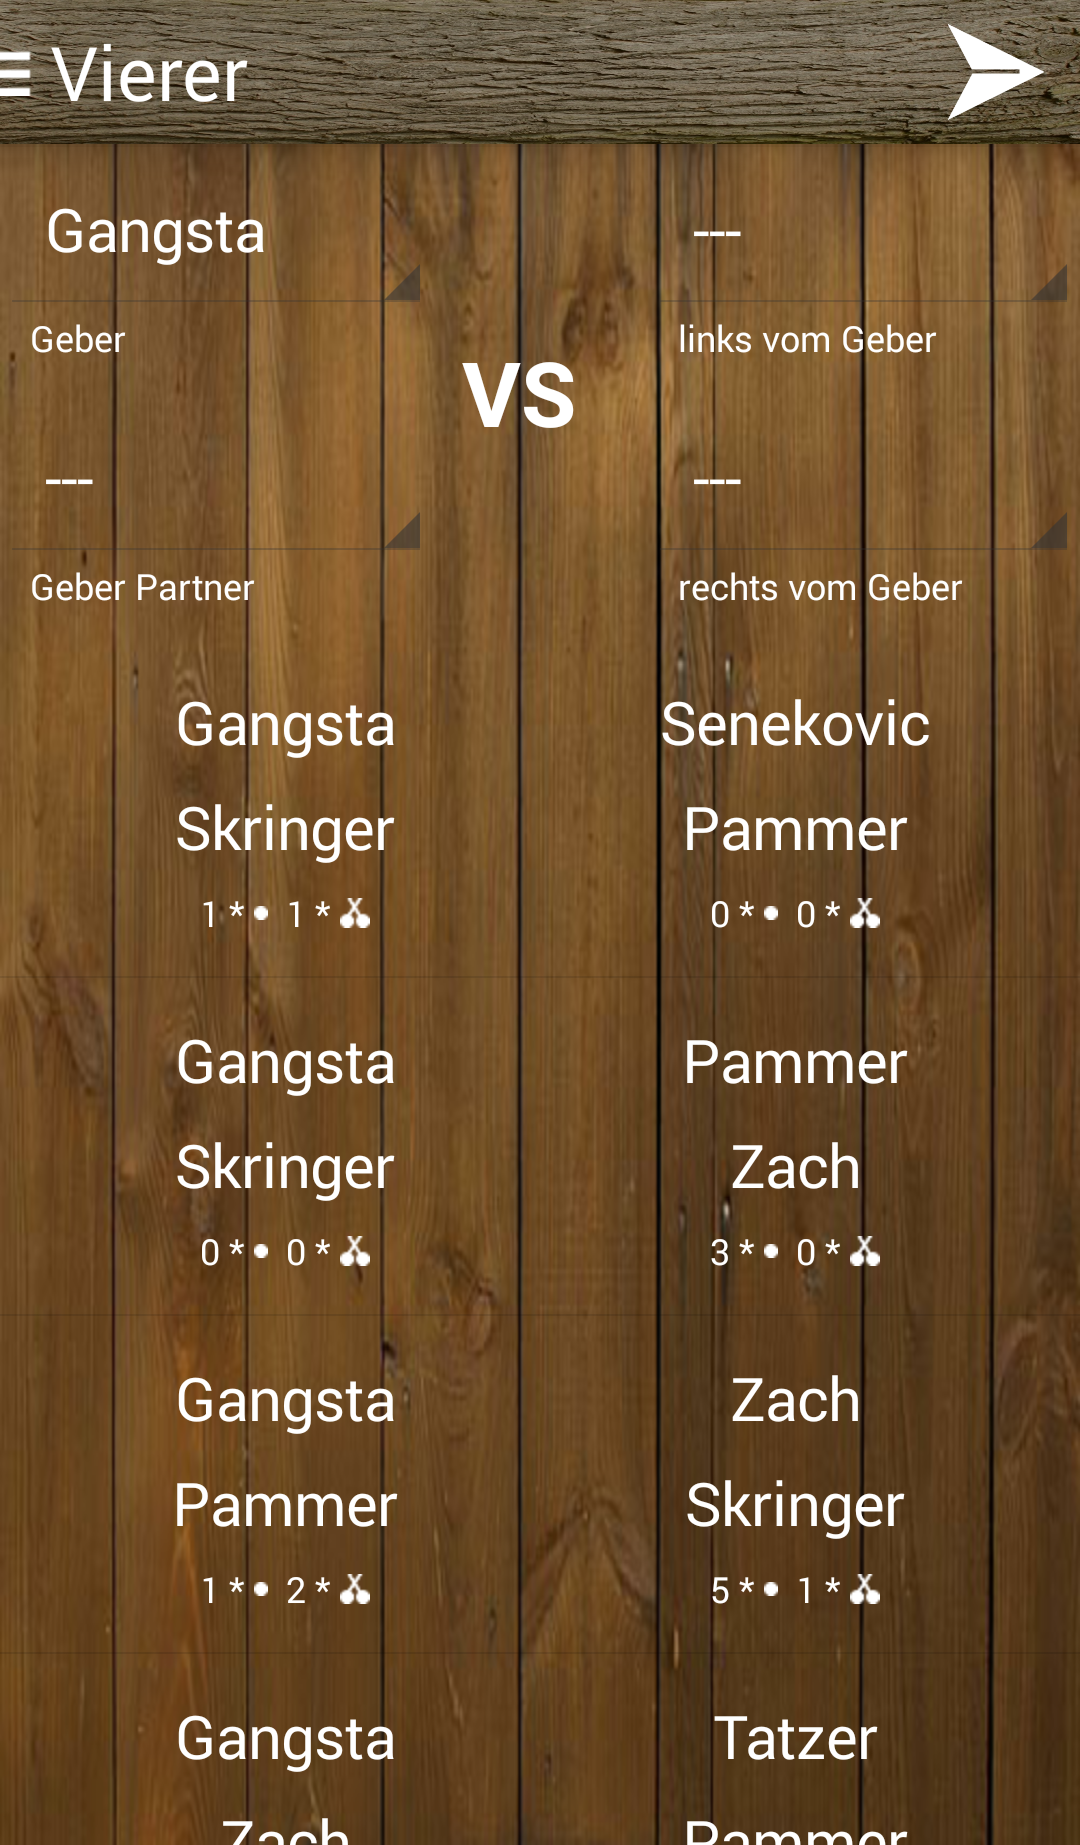 Vierer
Gangsta ---
Geber links vom Geber
VS
--- ---
Geber Partner rechts vom Geber
Gangsta Senekovic
Skringer Pammer
1 * 1 * 0 * 0 *
Gangsta Pammer
Skringer Zach
0 * 0 * 3 * 0 *
Gangsta Zach
Pammer Skringer
1 * 2 * 5 * 1 *
Gangsta Tatzer
Zach Pammer